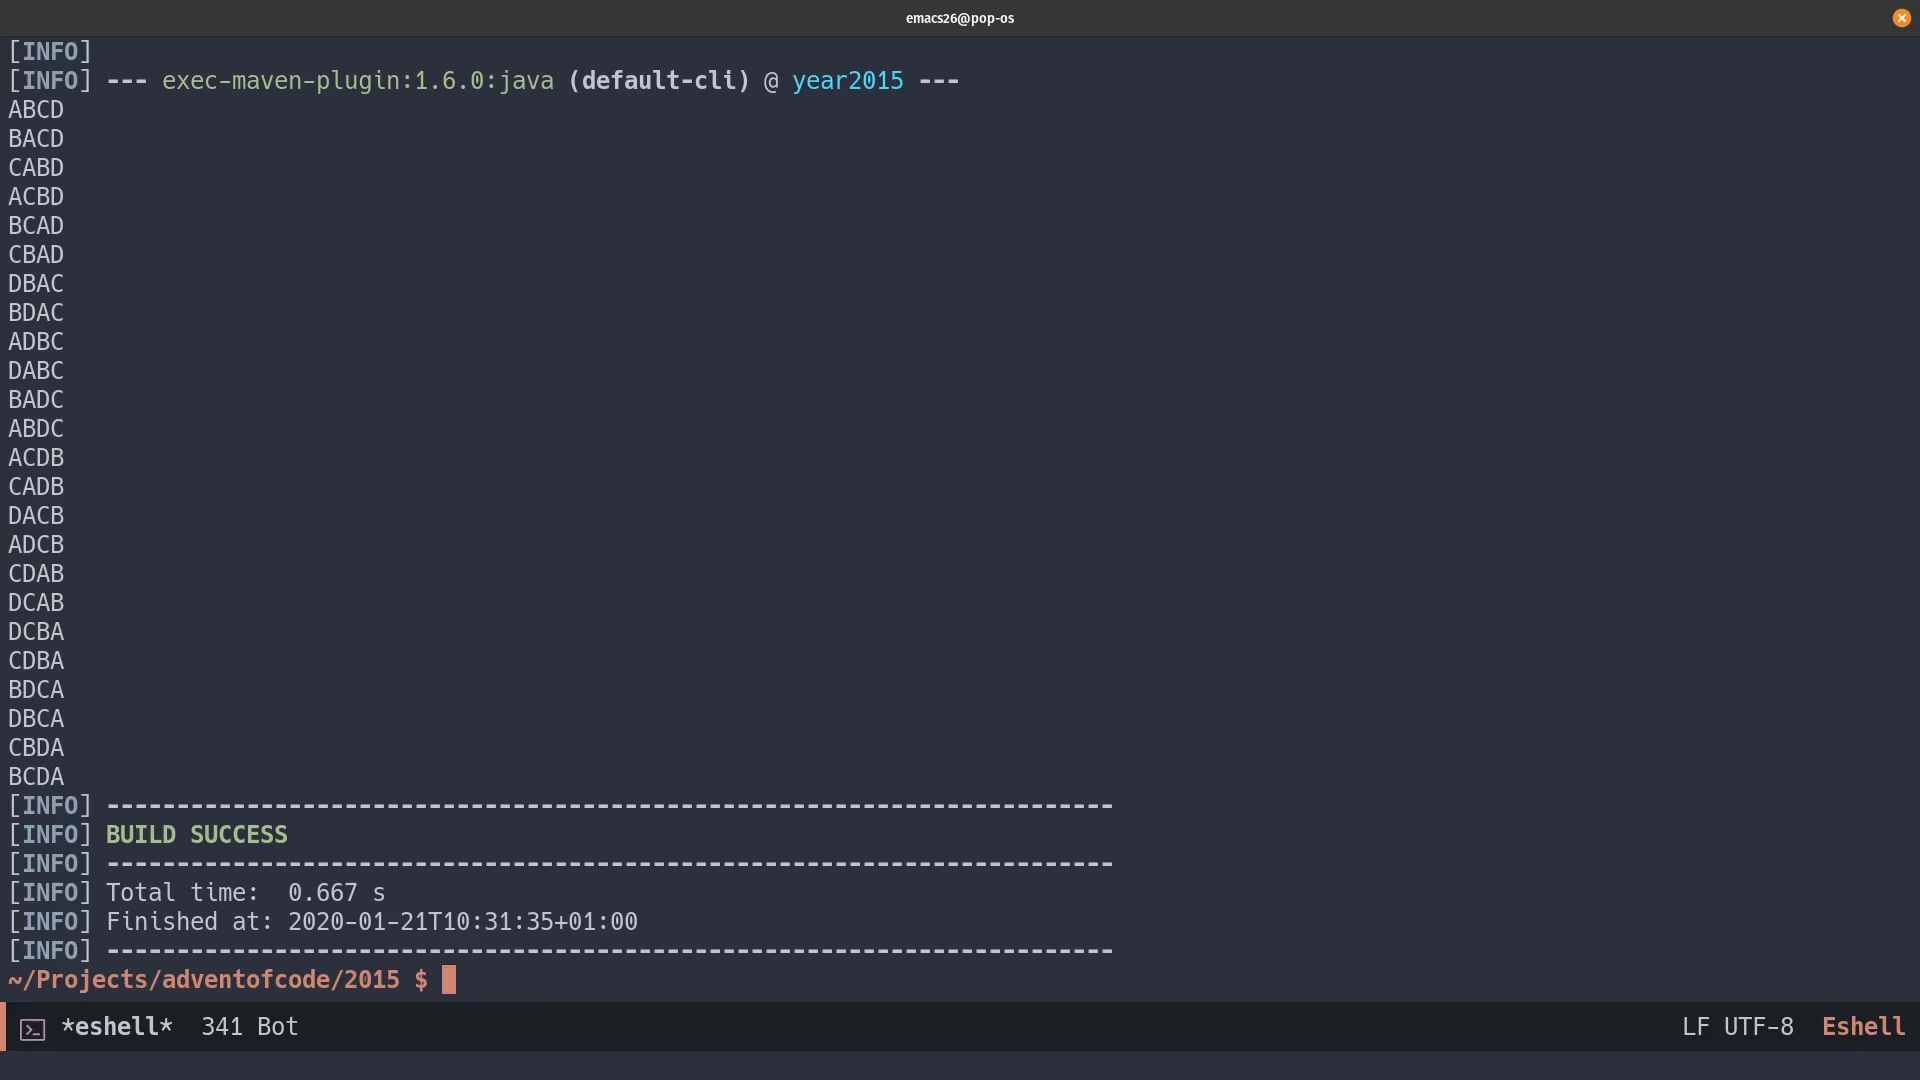 emacs26@pop-os
[INFO]
[INFO] --- exec-maven-plugin:1.6.0:java (default-cli) @ year2015 ---
ABCD
BACD
CABD
ACBD
BCAD
CBAD
DBAC
BDAC
ADBC
DABC
BADC
ABDC
ACDB
CADB
DACB
ADCB
CDAB
DCAB
DCBA
CDBA
BDCA
DBCA
CBDA
BCDA
[INFO] ------------------------------------------------------------------------
[INFO] BUILD SUCCESS
[INFO] ------------------------------------------------------------------------
[INFO] Total time:  0.667 s
[INFO] Finished at: 2020-01-21T10:31:35+01:00
[INFO] ------------------------------------------------------------------------
~/Projects/adventofcode/2015 $
*eshell*  341 Bot  LF UTF-8  Eshell